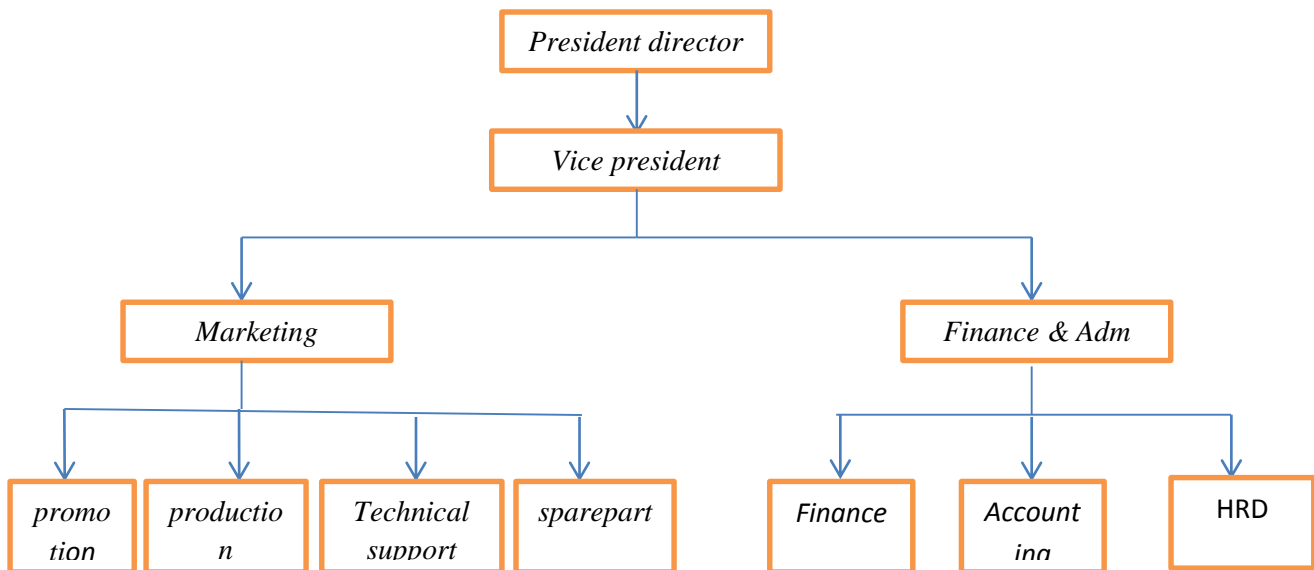 President director
Vice president
Marketing
Finance & Adm
promo
tion
productio
n
Technical
support
sparepart
Finance
Account
ing
HRD